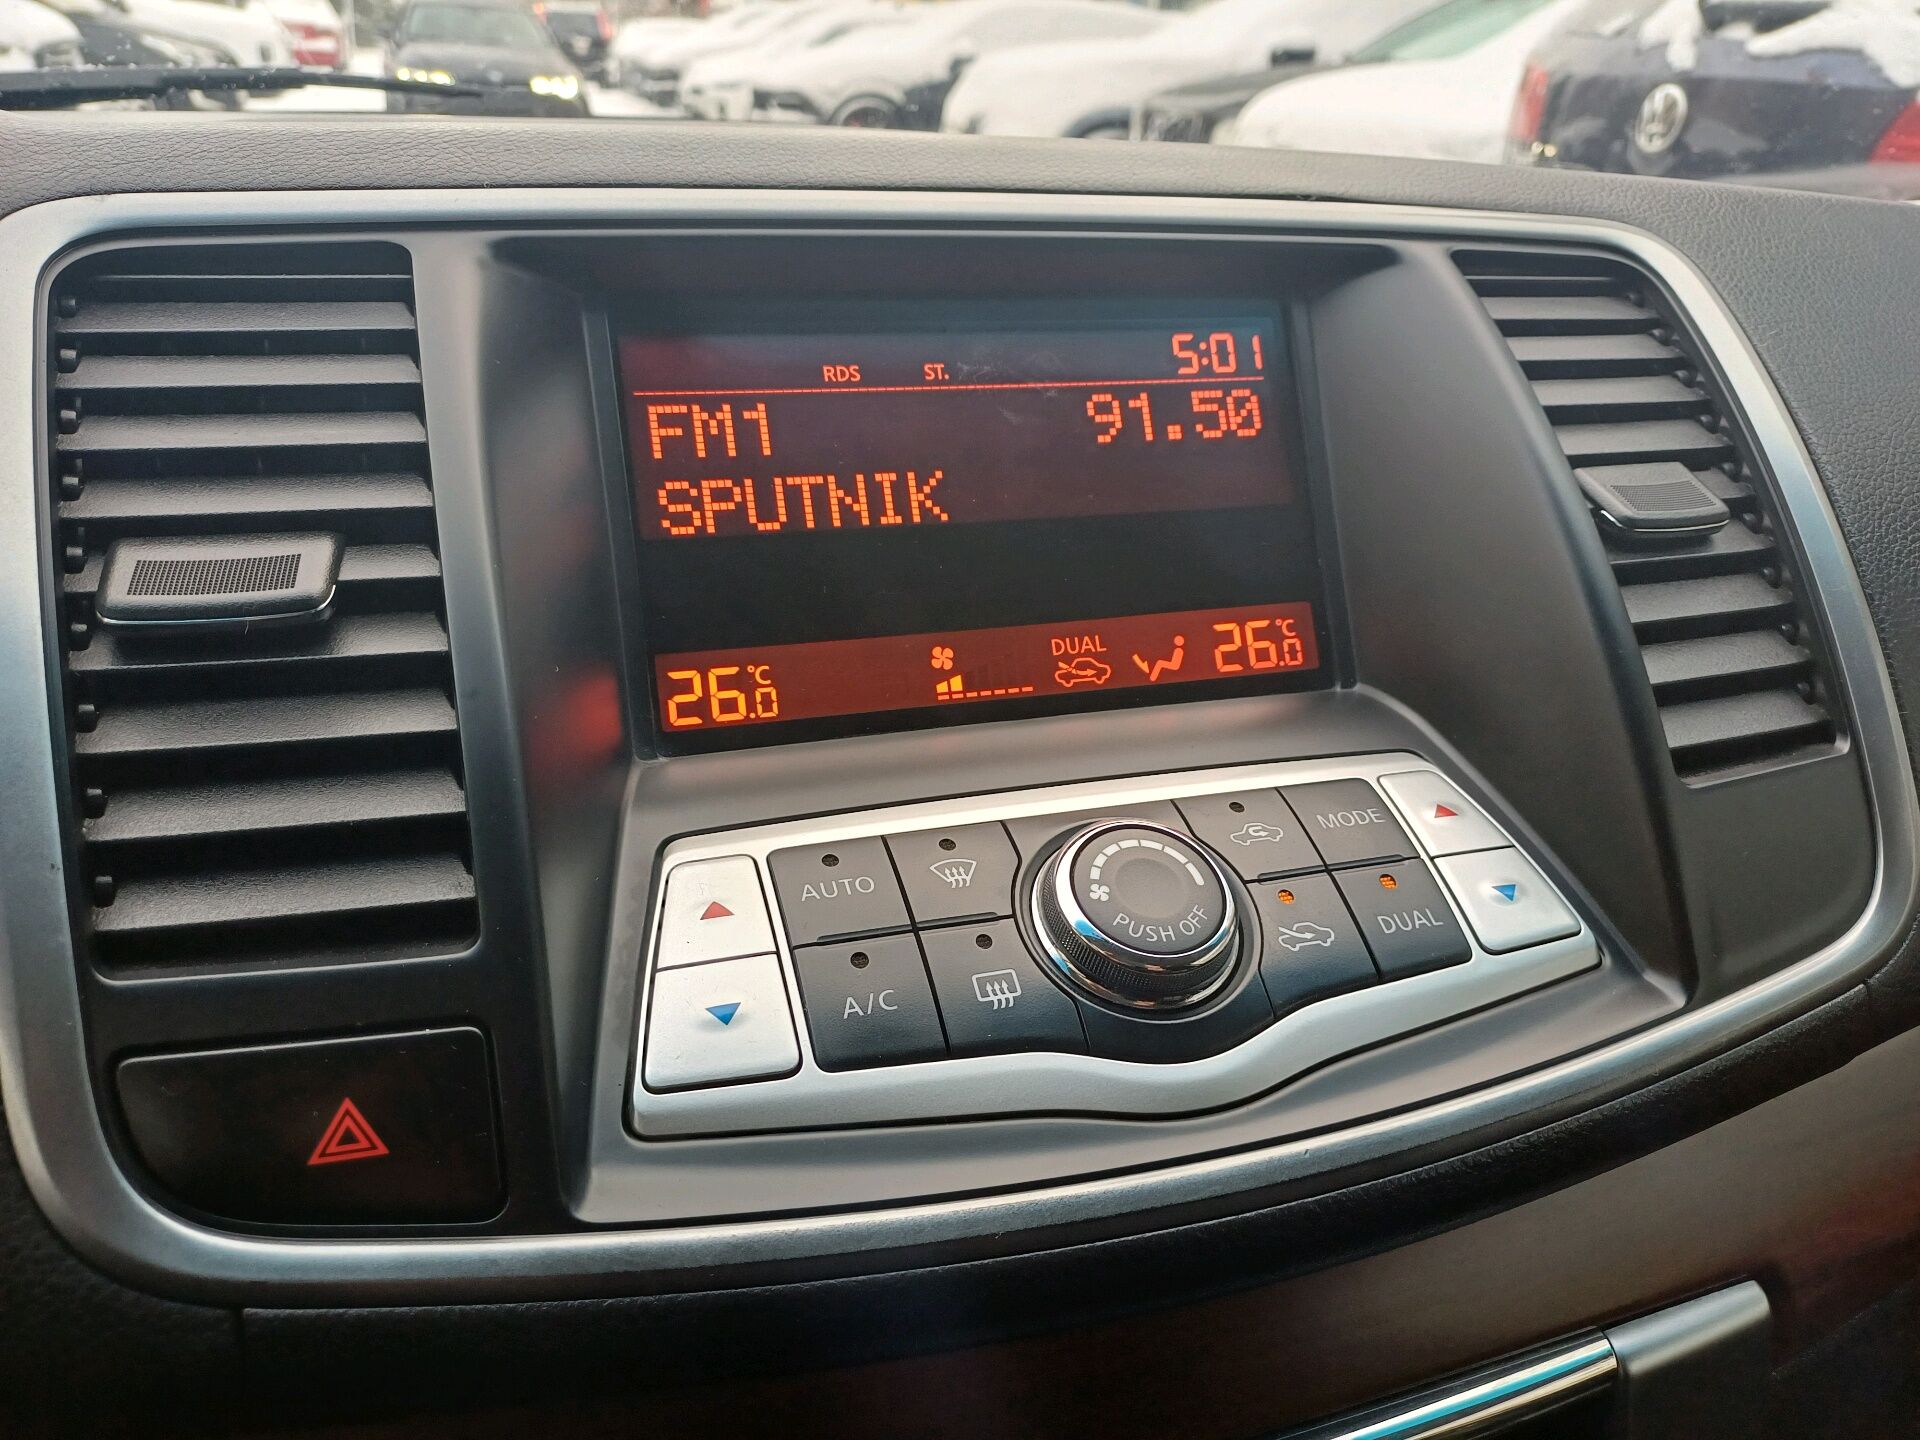 RDS ST. 5:01
FM1 91.50
SPUTNIK
DUAL
26.0°C 26.0°C
AUTO
MODE
PUSH OFF
A/C
DUAL